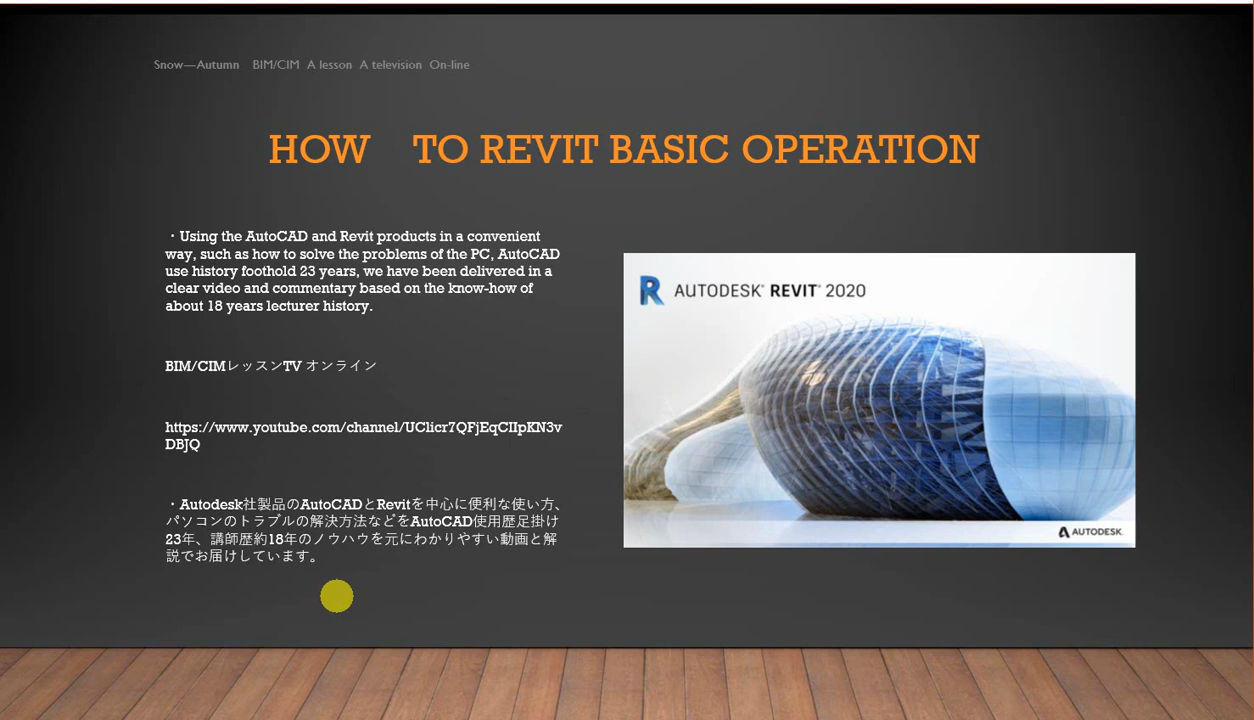 Snow—Autumn BIM/CIM A lesson A television On-line
HOW TO REVIT BASIC OPERATION
・Using the AutoCAD and Revit products in a convenient
way, such as how to solve the problems of the PC, AutoCAD
use history foothold 23 years, we have been delivered in a
clear video and commentary based on the know-how of
about 18 years lecturer history.
BIM/CIMレッスンTV オンライン
https://www.youtube.com/channel/UClicr7QFjEqCIIpKN3v
DBJQ
・Autodesk社製品のAutoCADとRevitを中心に便利な使い方、
パソコンのトラブルの解決方法などをAutoCAD使用歴足掛け
23年、講師歴約18年のノウハウを元にわかりやすい動画と解
説でお届けしています。
AUTODESK® REVIT® 2020
AUTODESK.